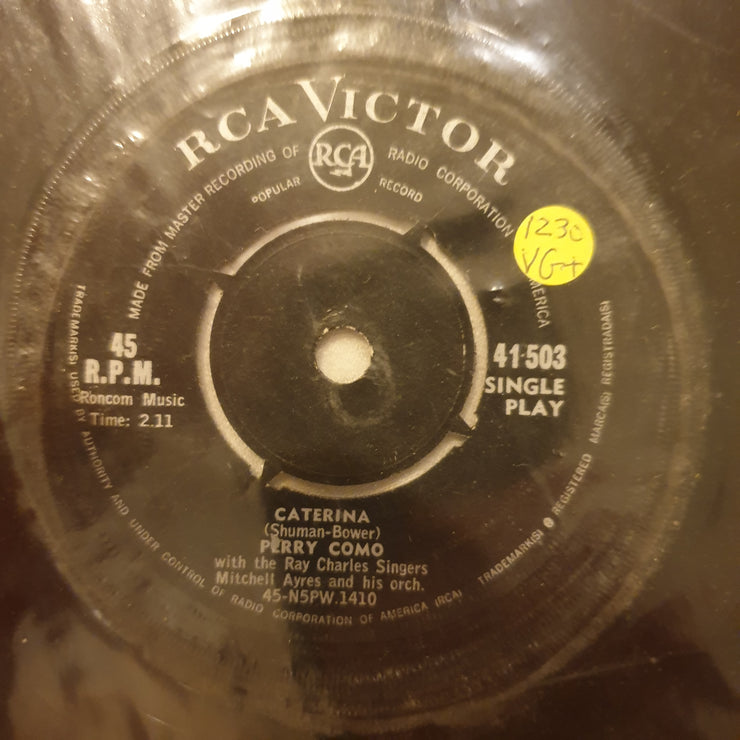 RCA VICTOR
MADE FROM MASTER RECORDING OF RADIO CORPORATION
RCA
POPULAR RECORD
1230
VG+
45
R.P.M.
Roncom Music
Time: 2.11
41-503
SINGLE
PLAY
CATERINA
(Shuman-Bower)
PERRY COMO
with the Ray Charles Singers
Mitchell Ayres and his orch.
45-N5PW.1410
TRADEMARK(S) USED BY AUTHORITY AND UNDER CONTROL OF RADIO CORPORATION OF AMERICA (RCA) TRADEMARK(S) ® REGISTERED MARCA(S) REGISTRADA(S)